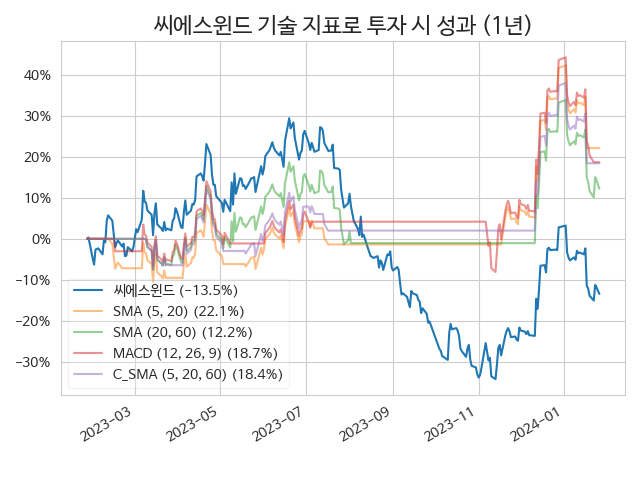 씨에스윈드 기술 지표로 투자 시 성과 (1년)
40%
30%
20%
10%
0%
−10%
−20%
−30%
씨에스윈드 (−13.5%)
SMA (5, 20) (22.1%)
SMA (20, 60) (12.2%)
MACD (12, 26, 9) (18.7%)
C_SMA (5, 20, 60) (18.4%)
2023−03
2023−05
2023−07
2023−09
2023−11
2024−01